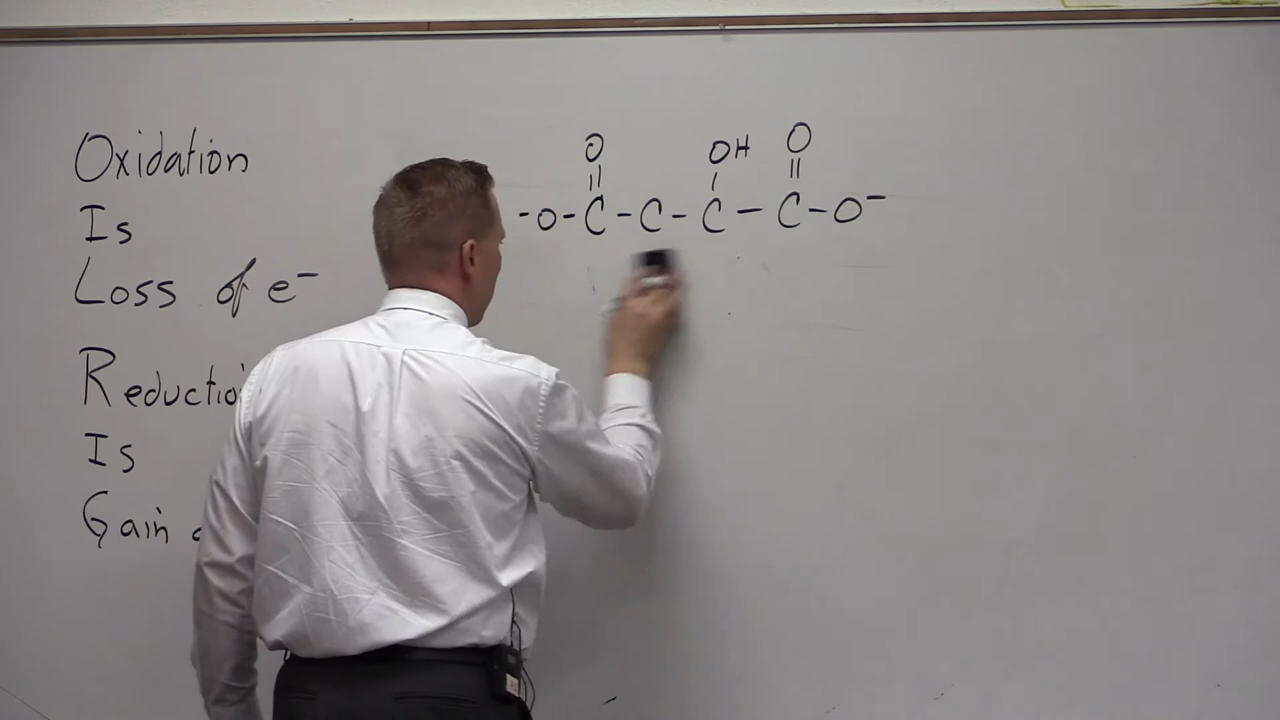 Oxidation
Is
Loss of e⁻
Reductio
Is
Gain
O OH O
|| | ||
-O-C-C-C-C-O⁻